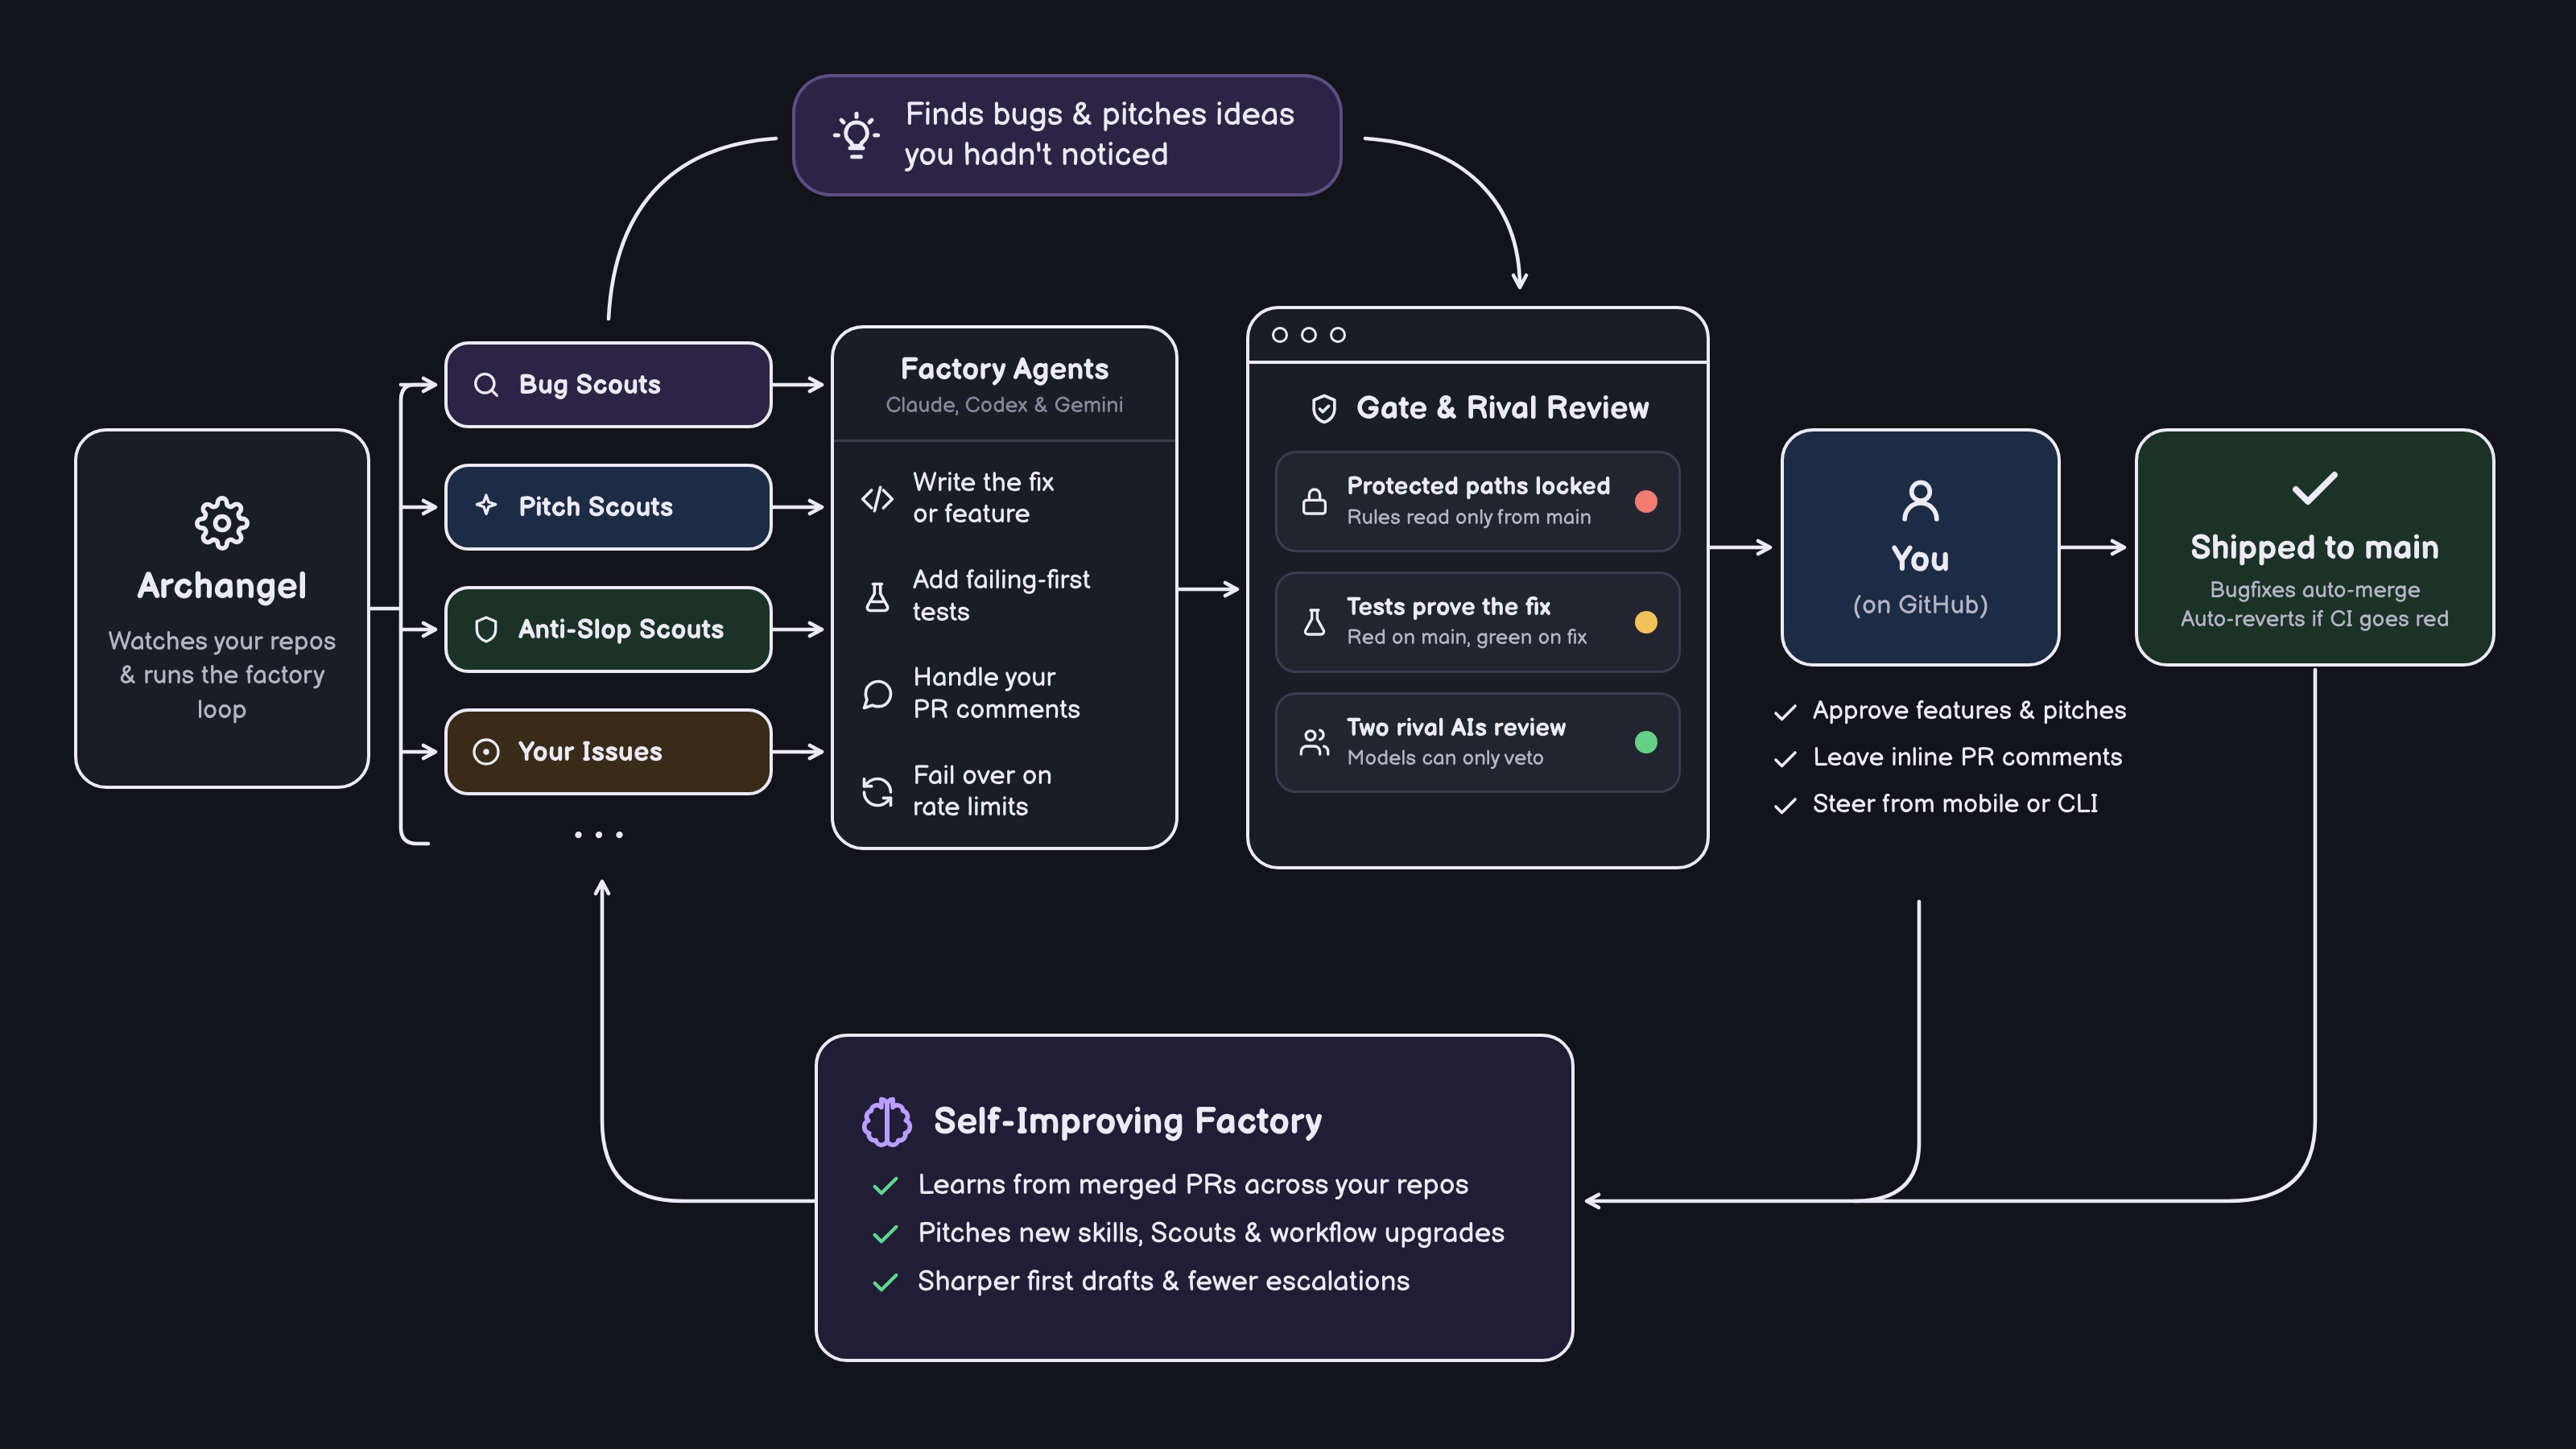 Finds bugs & pitches ideas
you hadn't noticed
Archangel
Watches your repos
& runs the factory
loop
Bug Scouts
Pitch Scouts
Anti-Slop Scouts
Your Issues
...
Factory Agents
Claude, Codex & Gemini
Write the fix
or feature
Add failing-first
tests
Handle your
PR comments
Fail over on
rate limits
Gate & Rival Review
Protected paths locked
Rules read only from main
Tests prove the fix
Red on main, green on fix
Two rival AIs review
Models can only veto
You
(on GitHub)
Approve features & pitches
Leave inline PR comments
Steer from mobile or CLI
Shipped to main
Bugfixes auto-merge
Auto-reverts if CI goes red
Self-Improving Factory
Learns from merged PRs across your repos
Pitches new skills, Scouts & workflow upgrades
Sharper first drafts & fewer escalations